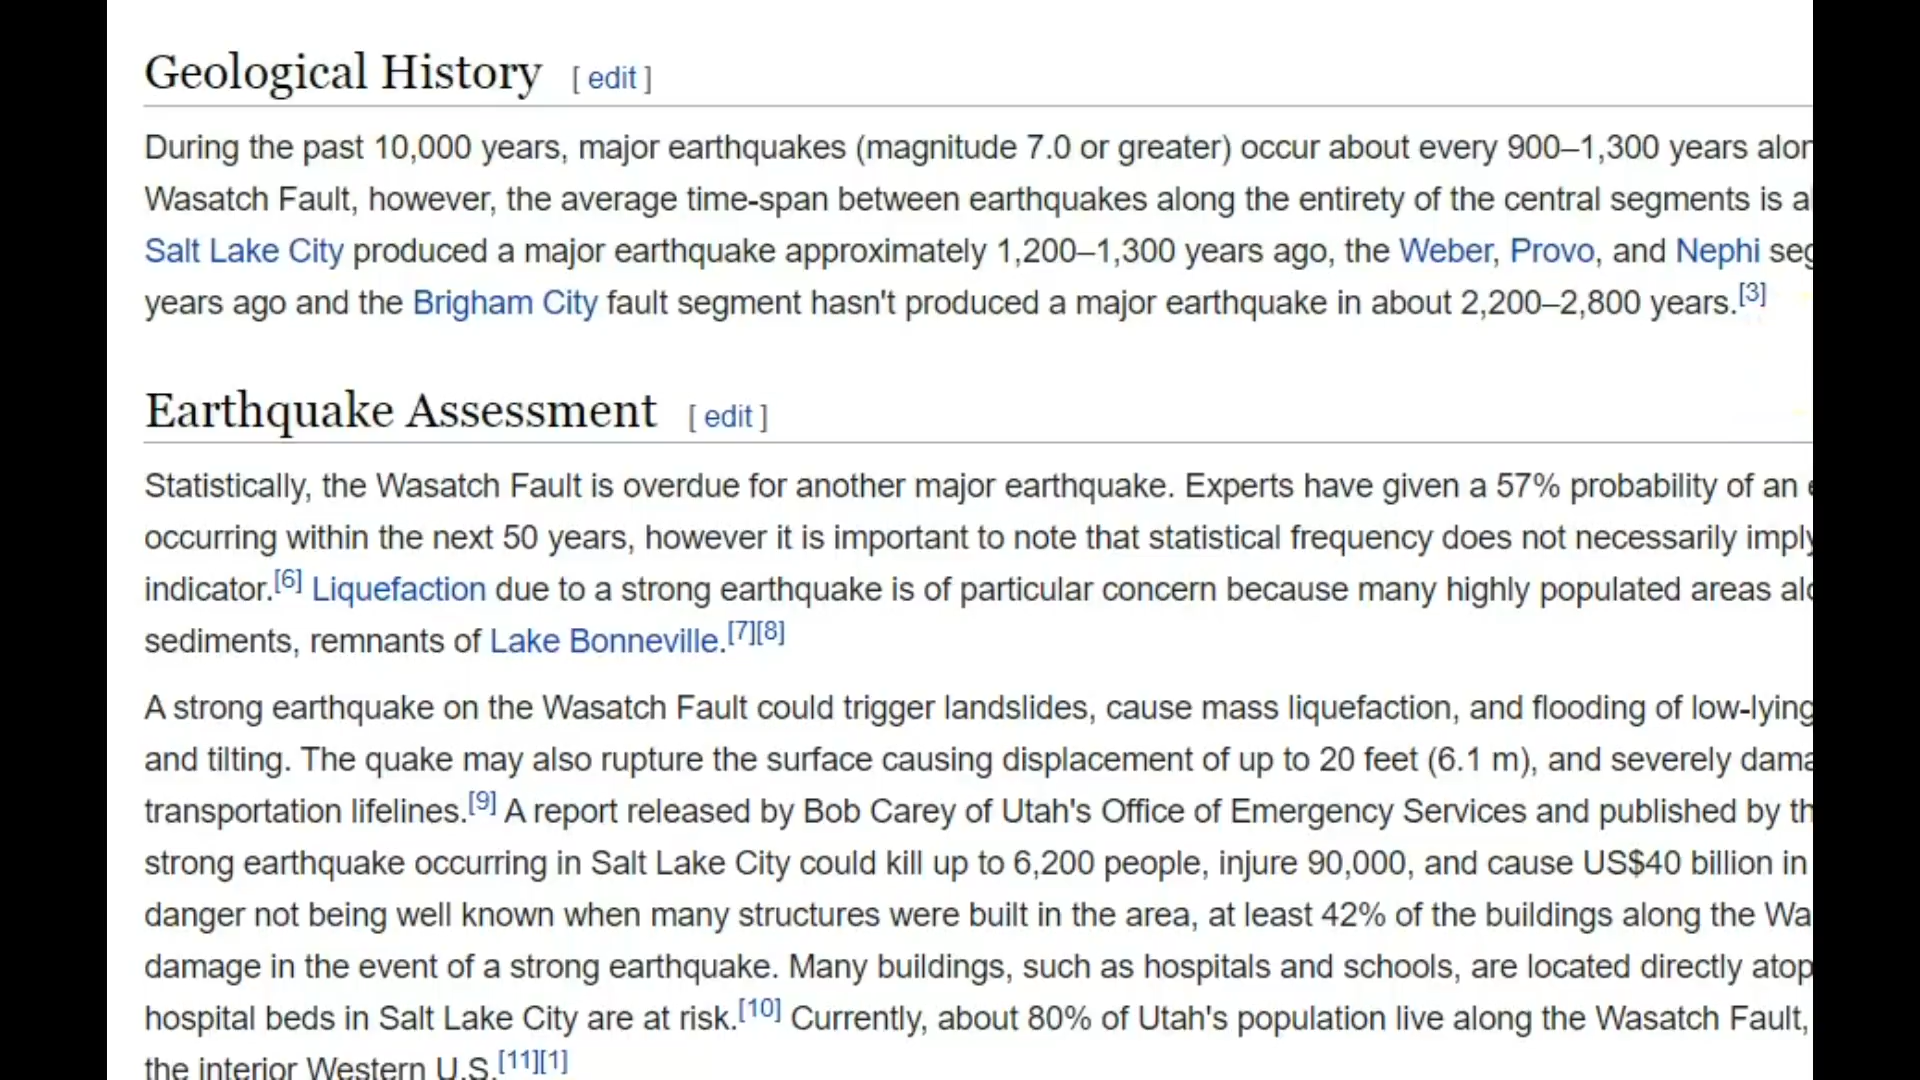 Geological History [ edit ]
During the past 10,000 years, major earthquakes (magnitude 7.0 or greater) occur about every 900–1,300 years
Wasatch Fault, however, the average time-span between earthquakes along the entirety of the central segments is
Salt Lake City produced a major earthquake approximately 1,200–1,300 years ago, the Weber, Provo, and Nephi
years ago and the Brigham City fault segment hasn't produced a major earthquake in about 2,200–2,800 years.[3]
Earthquake Assessment [ edit ]
Statistically, the Wasatch Fault is overdue for another major earthquake. Experts have given a 57% probability of an
occurring within the next 50 years, however it is important to note that statistical frequency does not necessarily imply
indicator.[6] Liquefaction due to a strong earthquake is of particular concern because many highly populated areas
sediments, remnants of Lake Bonneville.[7][8]
A strong earthquake on the Wasatch Fault could trigger landslides, cause mass liquefaction, and flooding of low-lying
and tilting. The quake may also rupture the surface causing displacement of up to 20 feet (6.1 m), and severely
transportation lifelines.[9] A report released by Bob Carey of Utah's Office of Emergency Services and published by
strong earthquake occurring in Salt Lake City could kill up to 6,200 people, injure 90,000, and cause US$40 billion in
danger not being well known when many structures were built in the area, at least 42% of the buildings along the
damage in the event of a strong earthquake. Many buildings, such as hospitals and schools, are located directly atop
hospital beds in Salt Lake City are at risk.[10] Currently, about 80% of Utah's population live along the Wasatch Fault,
the interior Western U.S.[11][1]